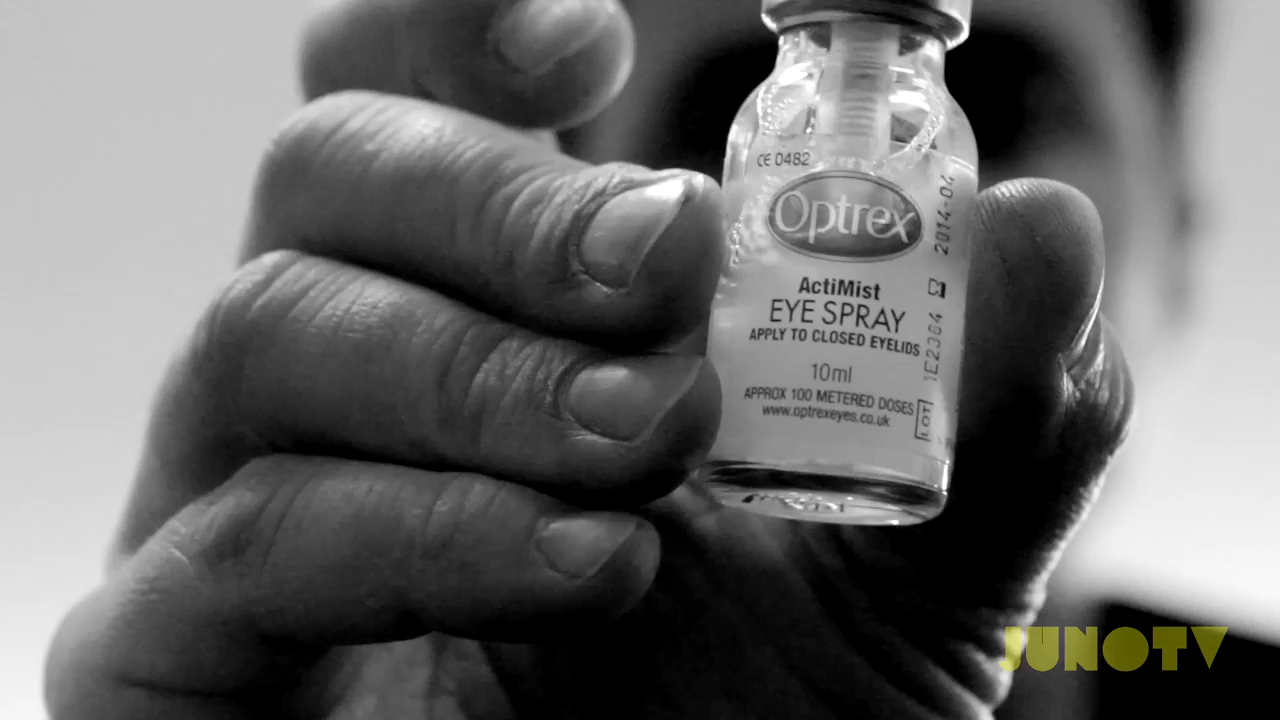 CE 0482
Optrex
ActiMist
EYE SPRAY
APPLY TO CLOSED EYELIDS
10ml
APPROX 100 METERED DOSES
www.optrexeyes.co.uk
LOT 1E2364 2014-04
JUNOTV